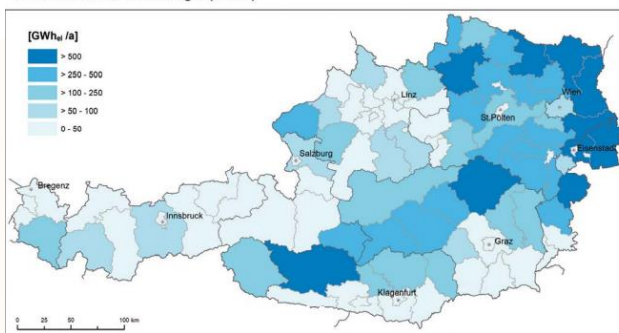 [GWhel /a]
> 500
> 250 - 500
> 100 - 250
> 50 - 100
0 - 50
Linz
Wien
St.Pölten
Eisenstadt
Salzburg
Bregenz
Innsbruck
Graz
Klagenfurt
0 25 50 100 km